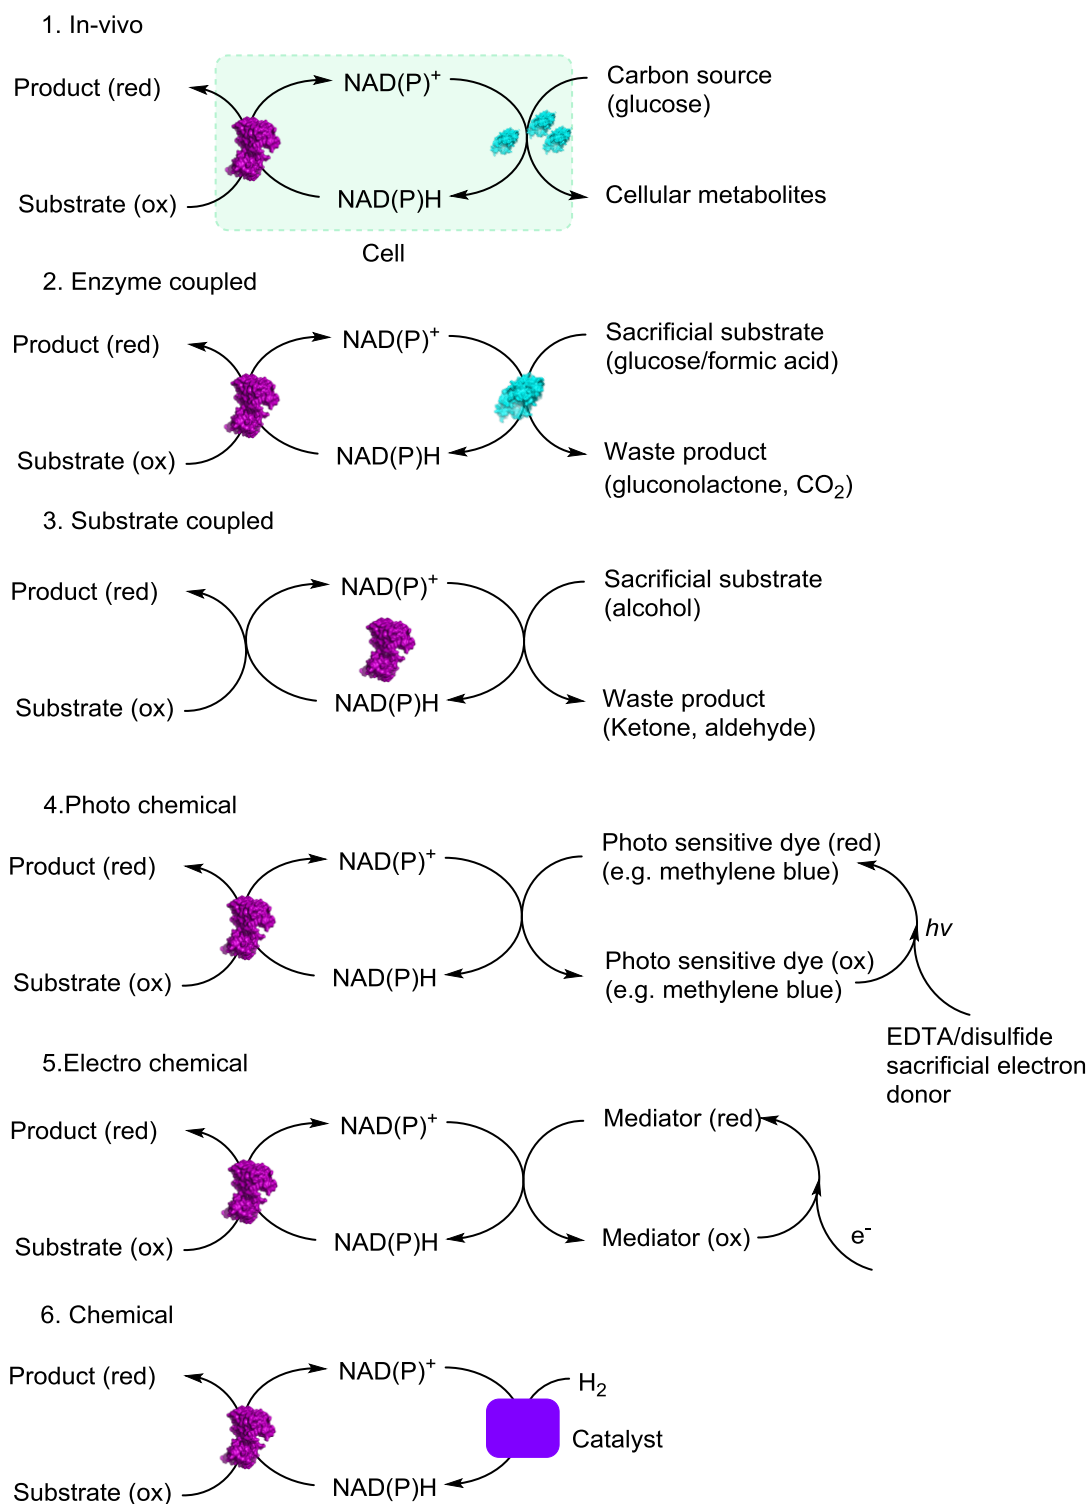 1. In-vivo
Product (red)
NAD(P)+
Carbon source
(glucose)
Substrate (ox)
NAD(P)H
Cellular metabolites
Cell
2. Enzyme coupled
Product (red)
NAD(P)+
Sacrificial substrate
(glucose/formic acid)
Substrate (ox)
NAD(P)H
Waste product
(gluconolactone, CO2)
3. Substrate coupled
Product (red)
NAD(P)+
Sacrificial substrate
(alcohol)
Substrate (ox)
NAD(P)H
Waste product
(Ketone, aldehyde)
4.Photo chemical
Product (red)
NAD(P)+
Photo sensitive dye (red)
(e.g. methylene blue)
hv
Substrate (ox)
NAD(P)H
Photo sensitive dye (ox)
(e.g. methylene blue)
EDTA/disulfide
sacrificial electron
donor
5.Electro chemical
Product (red)
NAD(P)+
Mediator (red)
Substrate (ox)
NAD(P)H
Mediator (ox)
e-
6. Chemical
Product (red)
NAD(P)+
H2
Catalyst
Substrate (ox)
NAD(P)H